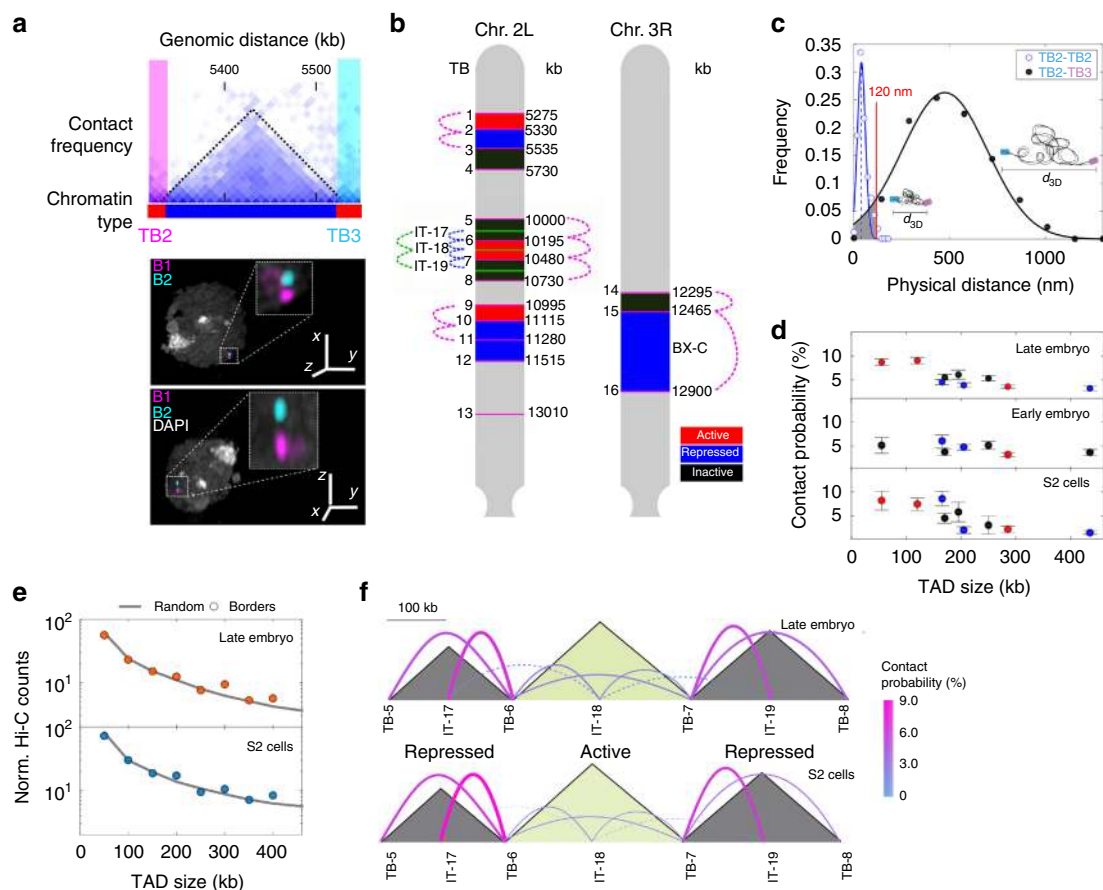 a
Genomic distance (kb)
5400 5500
Contact
frequency
Chromatin
type
TB2 TB3
B1
B2
x
y
z
B1
B2
DAPI
z
y
x
b
Chr. 2L Chr. 3R
TB kb kb
1 5275
2 5330
3 5535
4 5730
5 10000
IT-17
6 10195
IT-18
7 10480
IT-19
8 10730
9 10995
10 11115
11 11280
12 11515
13 13010
14 12295
15 12465
BX-C
16 12900
Active
Repressed
Inactive
c
0.35
0.3
0.25
0.2
0.15
0.1
0.05
0
Frequency
TB2-TB2
TB2-TB3
120 nm
d3D
d3D
0 500 1000
Physical distance (nm)
d
Contact probability (%)
Late embryo
10
5
Early embryo
10
5
S2 cells
10
5
0 100 200 300 400
TAD size (kb)
e
Random Borders
Norm. Hi-C counts
10²
Late embryo
10¹
10²
S2 cells
10¹
0 100 200 300 400
TAD size (kb)
f
100 kb
Late embryo
TB-5 IT-17 TB-6 IT-18 TB-7 IT-19 TB-8
Repressed Active Repressed
S2 cells
TB-5 IT-17 TB-6 IT-18 TB-7 IT-19 TB-8
Contact
probability (%)
9.0
6.0
3.0
0